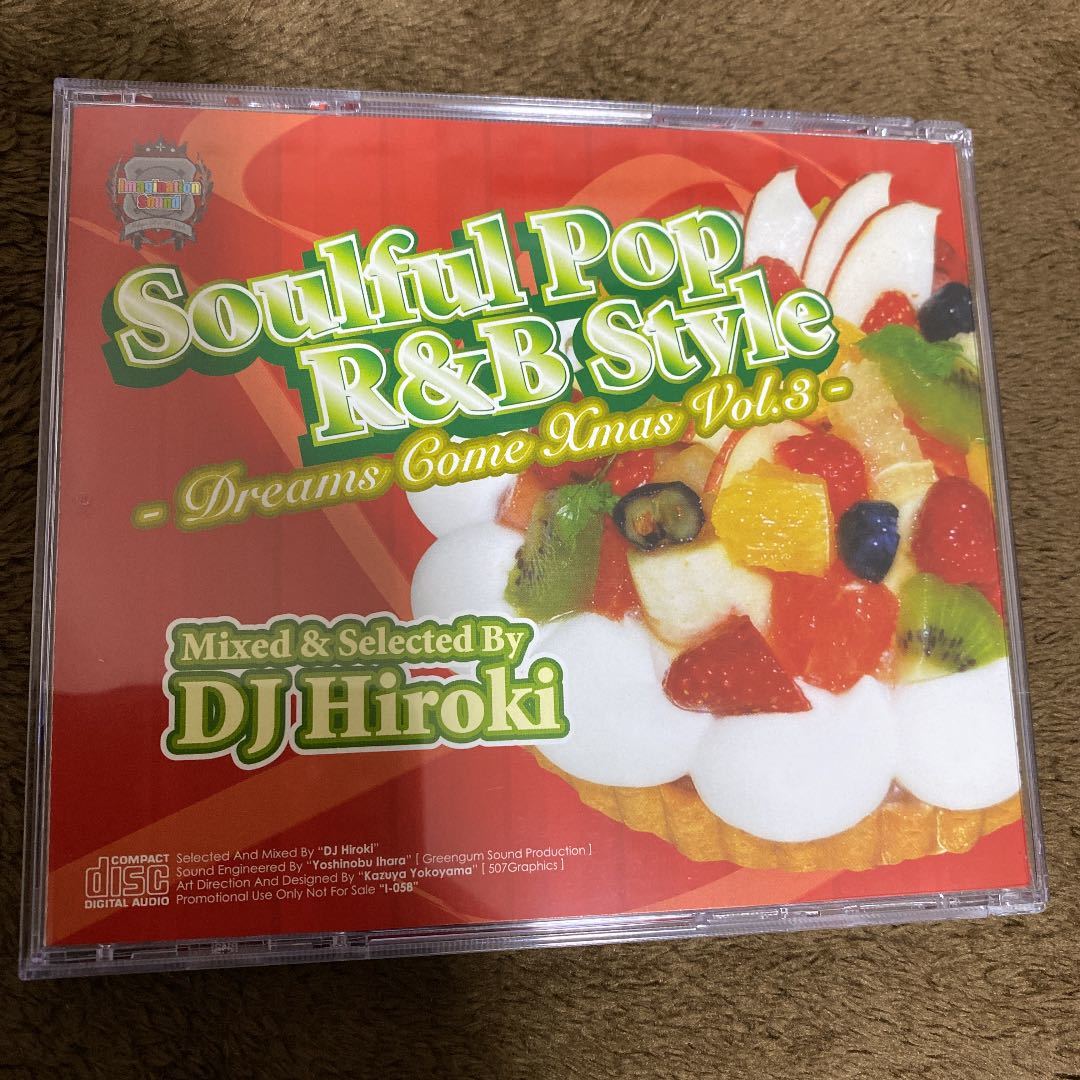 Imagination
Sound
Soulful Pop
R&B Style
- Dreams Come Xmas Vol.3 -
Mixed & Selected By
DJ Hiroki
COMPACT
disc
DIGITAL AUDIO
Selected And Mixed By "DJ Hiroki"
Sound Engineered By "Yoshinobu Ihara" [ Greengum Sound Production ]
Art Direction And Designed By "Kazuya Yokoyama" [ 507Graphics ]
Promotional Use Only Not For Sale "I-058"